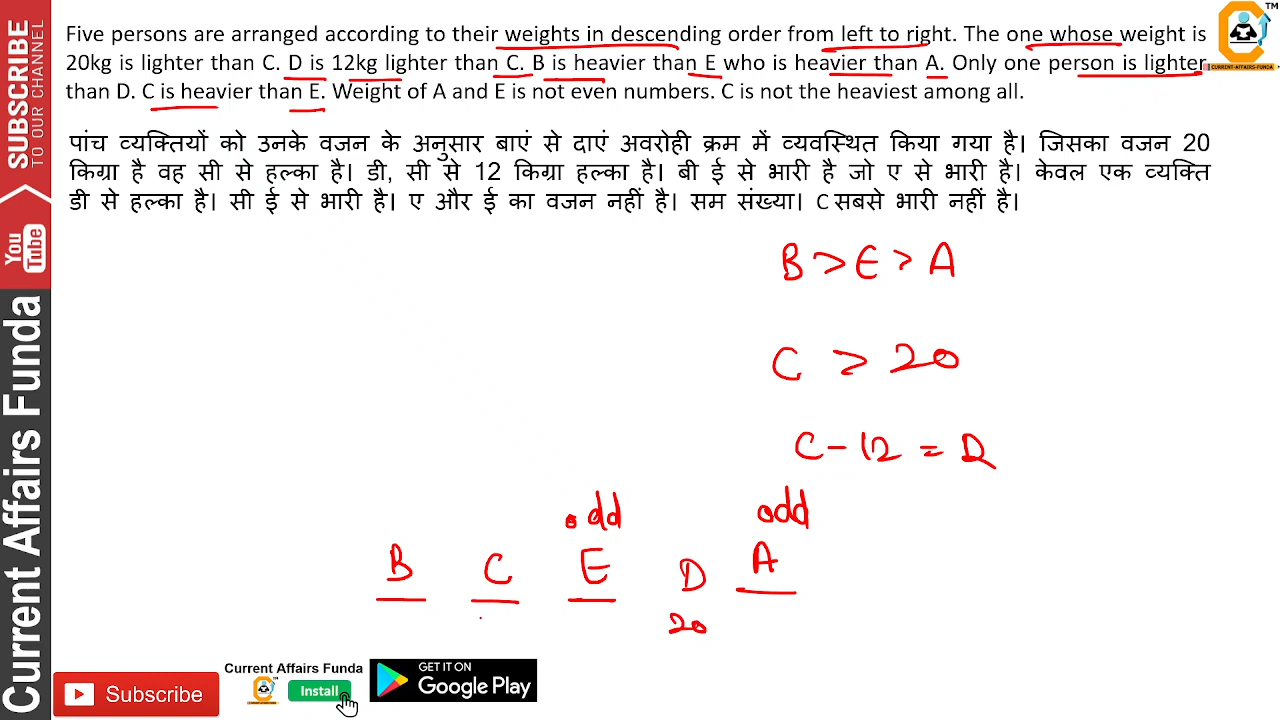 SUBSCRIBE
TO OUR CHANNEL
You Tube
Current Affairs Funda
C
TM
CURRENT-AFFAIRS-FUNDA
Five persons are arranged according to their weights in descending order from left to right. The one whose weight is
20kg is lighter than C. D is 12kg lighter than C. B is heavier than E who is heavier than A. Only one person is lighter
than D. C is heavier than E. Weight of A and E is not even numbers. C is not the heaviest among all.
पांच व्यक्तियों को उनके वजन के अनुसार बाएं से दाएं अवरोही क्रम में व्यवस्थित किया गया है। जिसका वजन 20
किग्रा है वह सी से हल्का है। डी, सी से 12 किग्रा हल्का है। बी ई से भारी है जो ए से भारी है। केवल एक व्यक्ति
डी से हल्का है। सी ई से भारी है। ए और ई का वजन नहीं है। सम संख्या। C सबसे भारी नहीं है।
B > E > A
C > 20
C - 12 = D
odd odd
B C E D A
20
Subscribe
Current Affairs Funda
Install
GET IT ON
Google Play